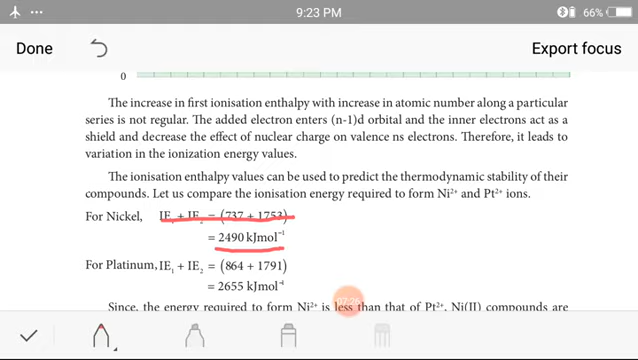 9:23 PM
66%
Done
Export focus
0
The increase in first ionisation enthalpy with increase in atomic number along a particular
series is not regular. The added electron enters (n-1)d orbital and the inner electrons act as a
shield and decrease the effect of nuclear charge on valence ns electrons. Therefore, it leads to
variation in the ionization energy values.
The ionisation enthalpy values can be used to predict the thermodynamic stability of their
compounds. Let us compare the ionisation energy required to form Ni²⁺ and Pt²⁺ ions.
For Nickel, IE₁ + IE₂ = (737 + 1753)
= 2490 kJmol⁻¹
For Platinum, IE₁ + IE₂ = (864 + 1791)
= 2655 kJmol⁻¹
Since, the energy required to form Ni²⁺ is less than that of Pt²⁺, Ni(II) compounds are